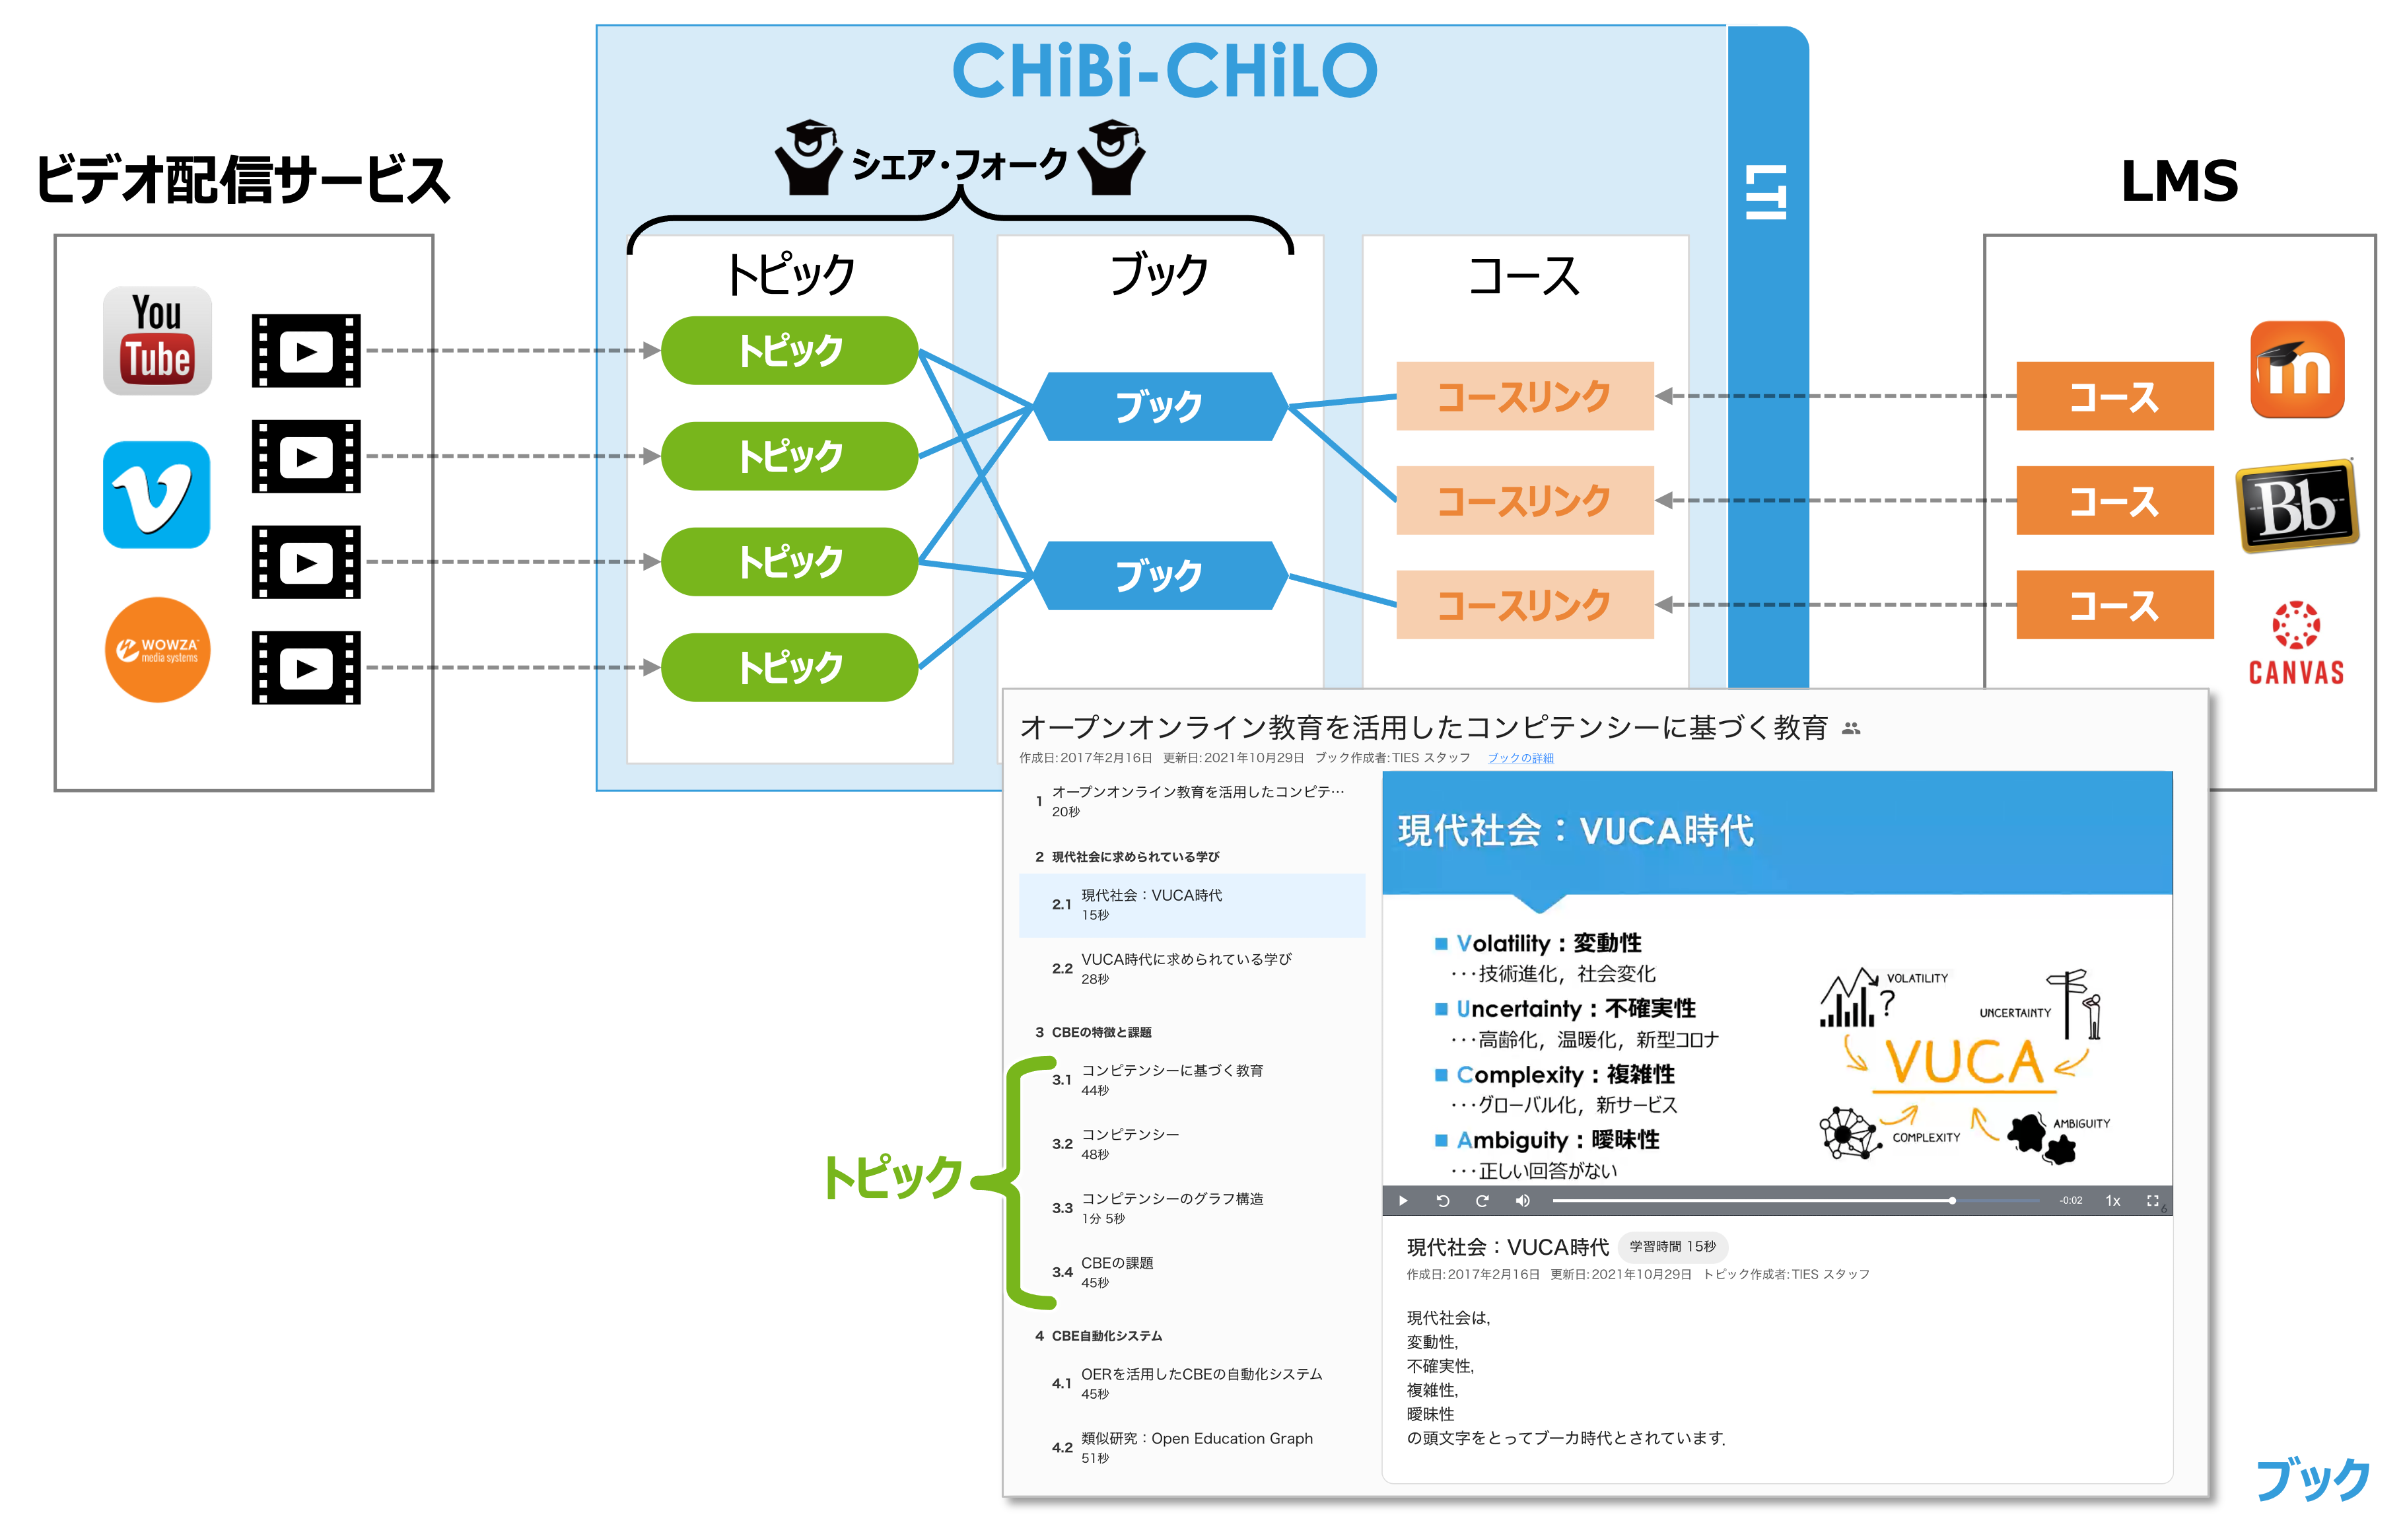 CHiBi-CHiLO
シェア・フォーク
ビデオ配信サービス
LTI
LMS
トピック
ブック
コース
You
Tube
V
WOWZA
media systems
トピック
トピック
トピック
トピック
ブック
ブック
コースリンク
コースリンク
コースリンク
コース
コース
コース
m
Bb
CANVAS
オープンオンライン教育を活用したコンピテンシーに基づく教育
作成日:2017年2月16日 更新日:2021年10月29日 ブック作成者:TIES スタッフ ブックの詳細
1 オープンオンライン教育を活用したコンピテ…
20秒
2 現代社会に求められている学び
2.1 現代社会：VUCA時代
15秒
2.2 VUCA時代に求められている学び
28秒
3 CBEの特徴と課題
3.1 コンピテンシーに基づく教育
44秒
3.2 コンピテンシー
48秒
3.3 コンピテンシーのグラフ構造
1分 5秒
3.4 CBEの課題
45秒
4 CBE自動化システム
4.1 OERを活用したCBEの自動化システム
45秒
4.2 類似研究：Open Education Graph
51秒
トピック
現代社会：VUCA時代
Volatility：変動性
･･･技術進化，社会変化
Uncertainty：不確実性
･･･高齢化，温暖化，新型コロナ
Complexity：複雑性
･･･グローバル化，新サービス
Ambiguity：曖昧性
･･･正しい回答がない
VOLATILITY
?
UNCERTAINTY
VUCA
COMPLEXITY
AMBIGUITY
-0:02 1x
6
現代社会：VUCA時代 学習時間 15秒
作成日:2017年2月16日 更新日:2021年10月29日 トピック作成者:TIES スタッフ
現代社会は，
変動性，
不確実性，
複雑性，
曖昧性
の頭文字をとってブーカ時代とされています．
ブック